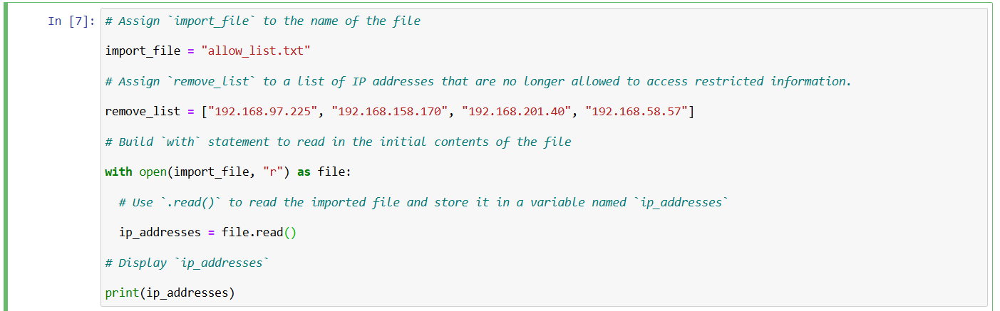 In [7]: # Assign `import_file` to the name of the file
import_file = "allow_list.txt"
# Assign `remove_list` to a list of IP addresses that are no longer allowed to access restricted information.
remove_list = ["192.168.97.225", "192.168.158.170", "192.168.201.40", "192.168.58.57"]
# Build `with` statement to read in the initial contents of the file
with open(import_file, "r") as file:
  # Use `.read()` to read the imported file and store it in a variable named `ip_addresses`
  ip_addresses = file.read()
# Display `ip_addresses`
print(ip_addresses)